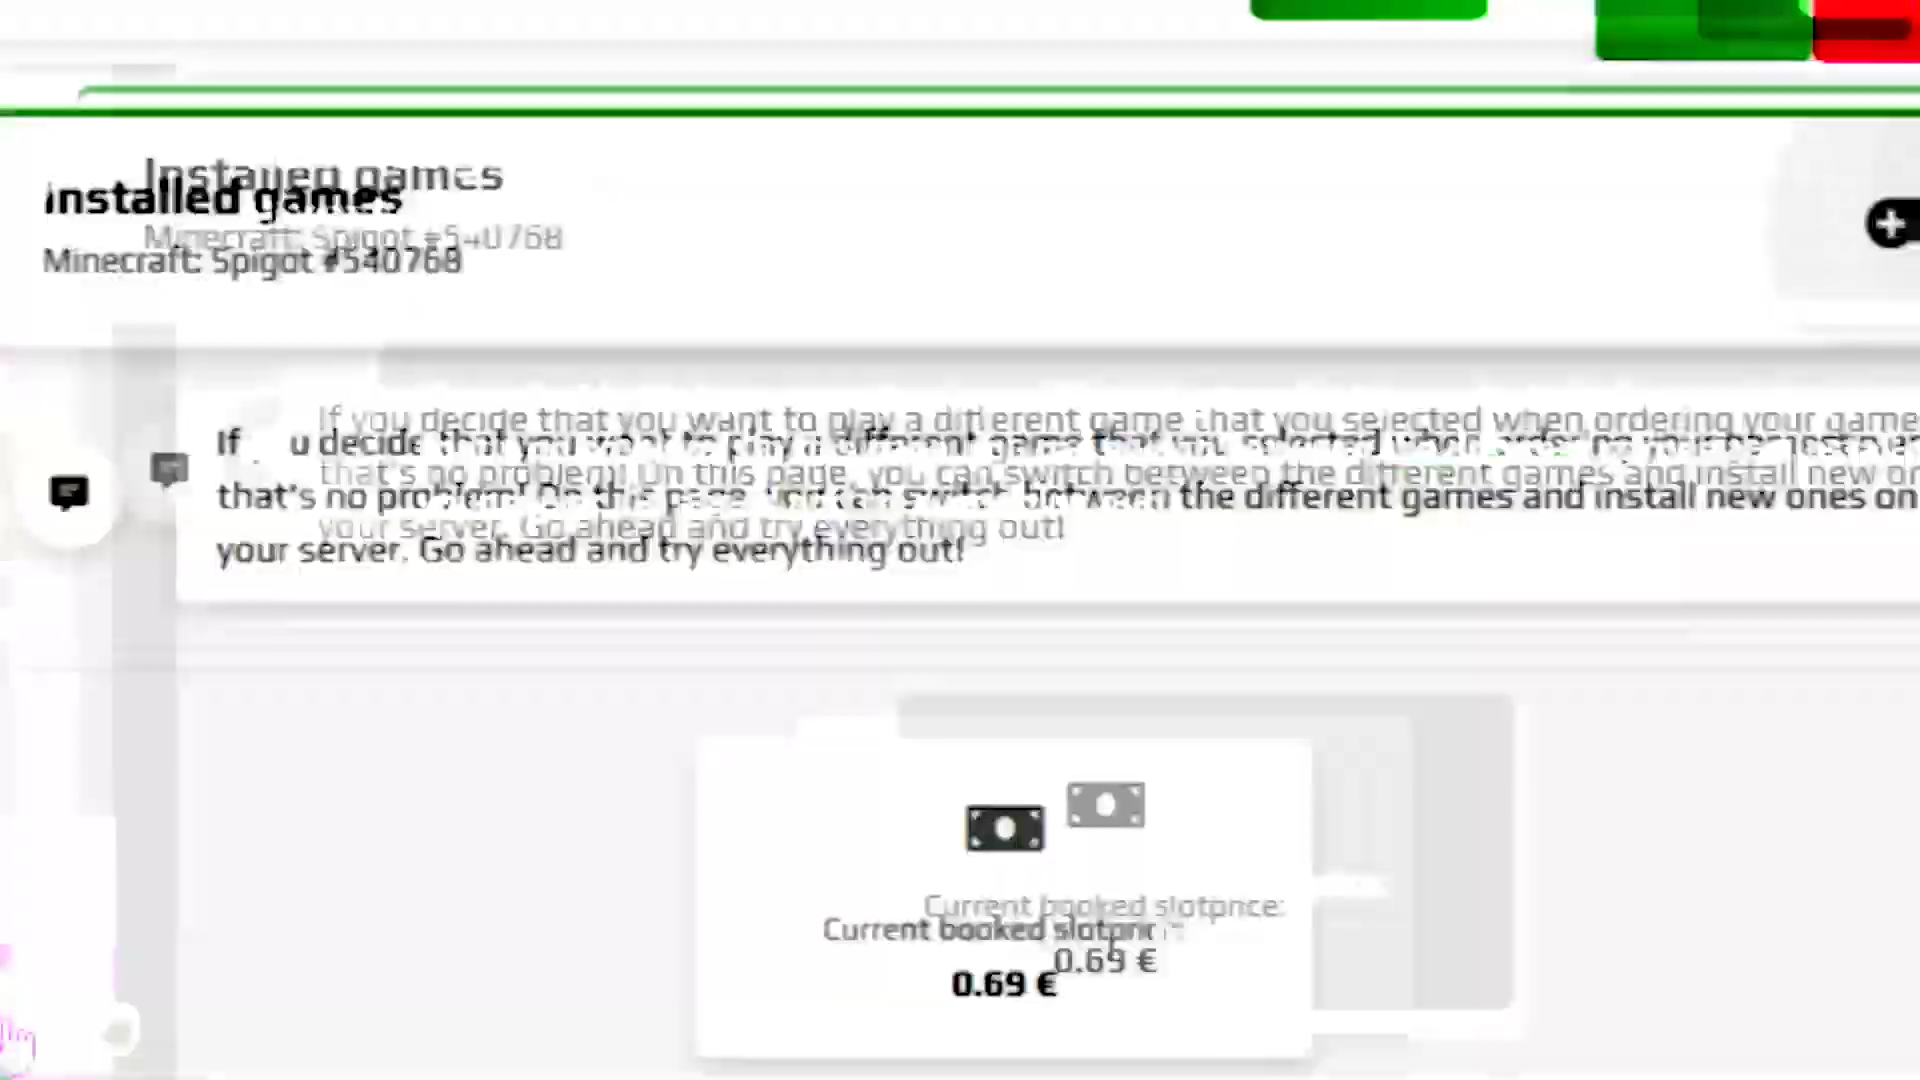 Installed games
Minecraft: Spigot #540768
If you decide that you want to play a different game that you selected when ordering your game
that's no problem! On this page, you can switch between the different games and install new ones on
your server. Go ahead and try everything out!
Current booked slotprice:
0.69 €